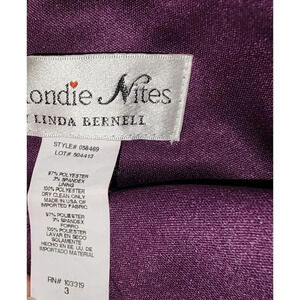 londie Nites
Y LINDA BERNELL
STYLE# 058469
LOT# 504413
97% POLYESTER
3% SPANDEX
LINING
100% POLYESTER
DRY CLEAN ONLY
MADE IN USA OF
IMPORTED FABRIC
97% POLIESTER
3% SPANDEX
FORRO
100% POLIESTER
LAVAR EN SECO
SOLAMENTE
HECHO EN EE. UU. DE
IMPORTADO MATERIAL
RN# 103319
3